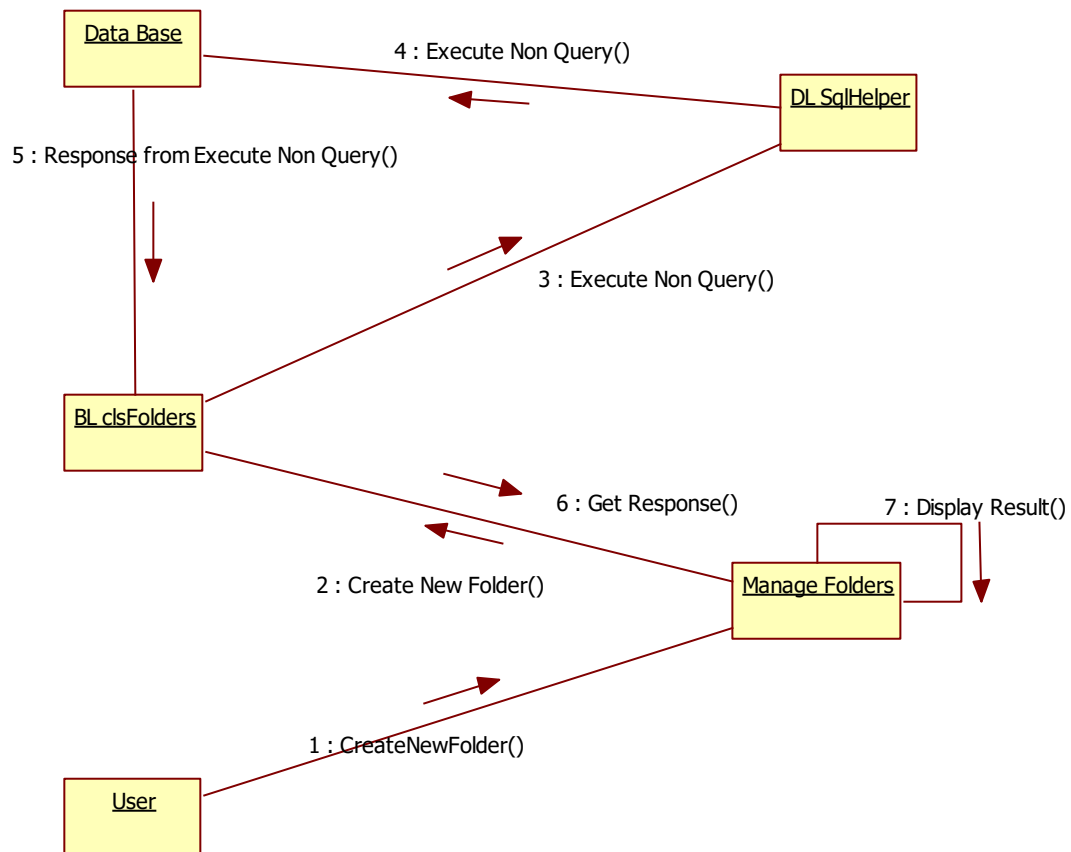 Data Base
4 : Execute Non Query()
DL SqlHelper
5 : Response from Execute Non Query()
3 : Execute Non Query()
BL clsFolders
6 : Get Response()
7 : Display Result()
2 : Create New Folder()
Manage Folders
1 : CreateNewFolder()
User